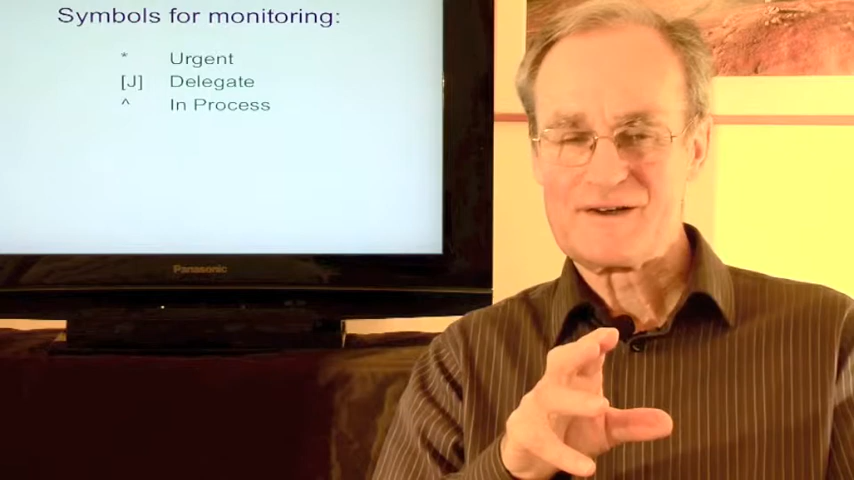 Symbols for monitoring:
* Urgent
[J] Delegate
^ In Process
Panasonic